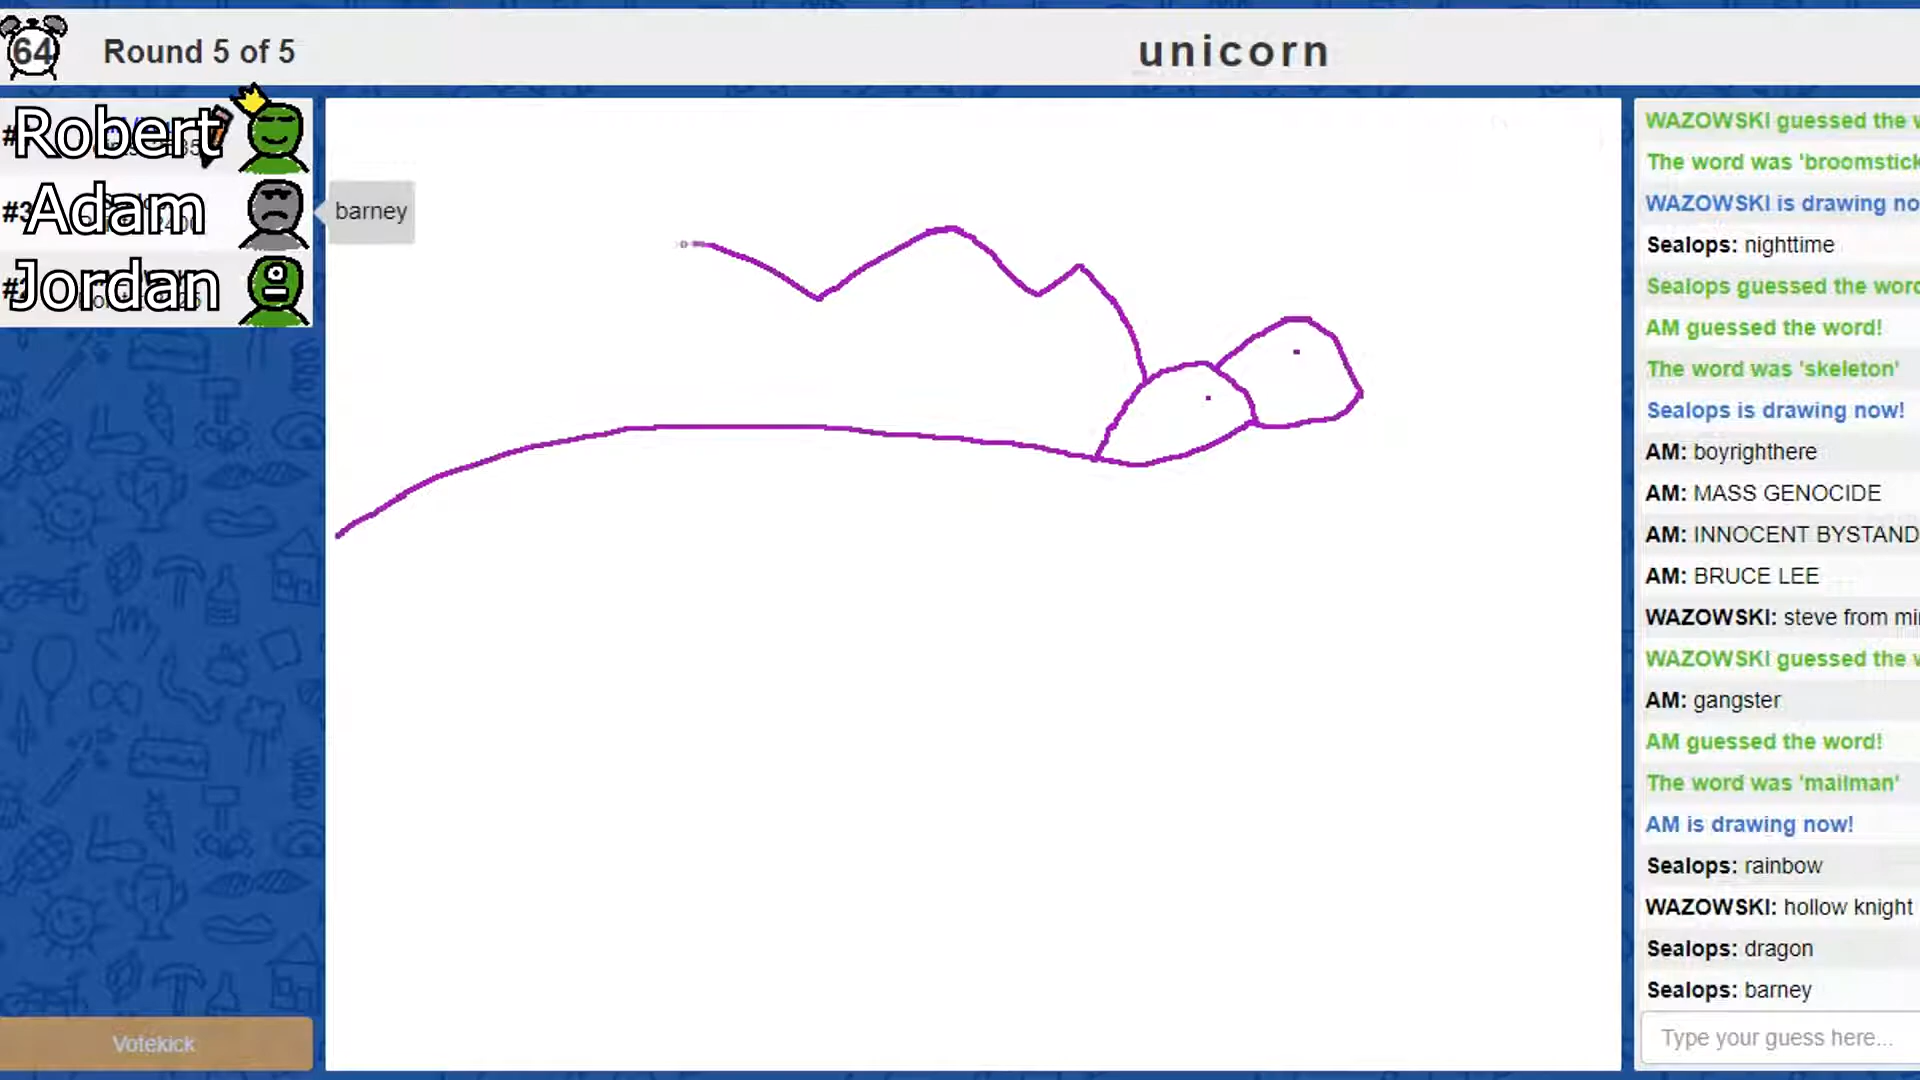 64
Round 5 of 5
unicorn
Robert
Adam
Jordan
barney
WAZOWSKI guessed the
The word was 'broomstick
WAZOWSKI is drawing no
Sealops: nighttime
Sealops guessed the word
AM guessed the word!
The word was 'skeleton'
Sealops is drawing now!
AM: boyrighthere
AM: MASS GENOCIDE
AM: INNOCENT BYSTAND
AM: BRUCE LEE
WAZOWSKI: steve from
WAZOWSKI guessed the
AM: gangster
AM guessed the word!
The word was 'mailman'
AM is drawing now!
Sealops: rainbow
WAZOWSKI: hollow knight
Sealops: dragon
Sealops: barney
Type your guess here...
Votekick